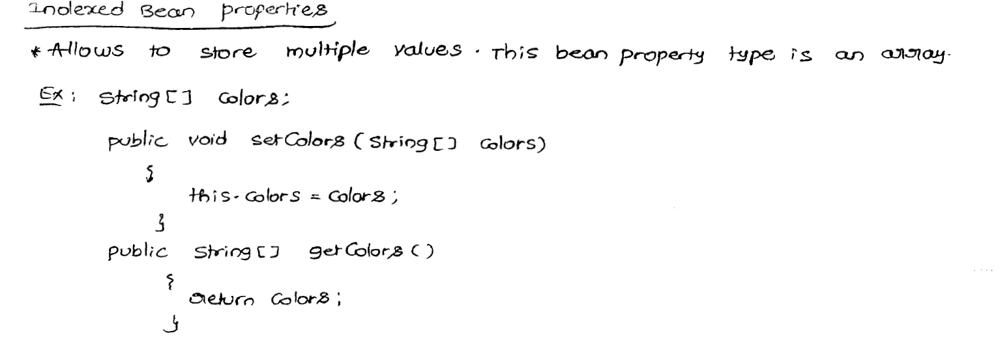 Indexed Bean properties
* Allows to store multiple values. This bean property type is an array.
Ex: String[] colors;
public void setColors (String[] colors)
{
this.colors = colors;
}
public String[] getColors ()
{
return colors;
}